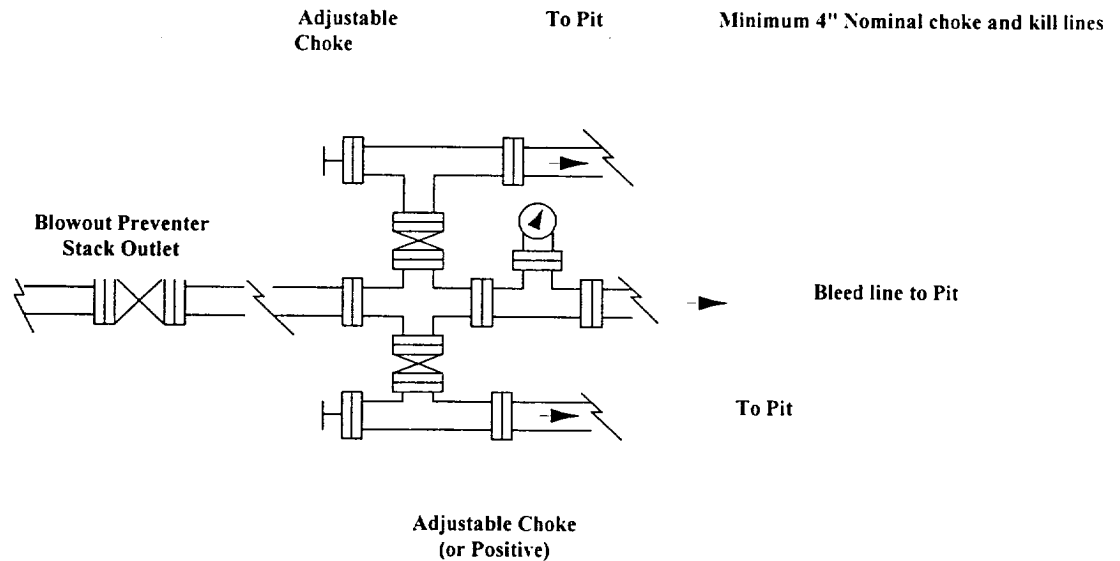 Adjustable
Choke
To Pit
Minimum 4" Nominal choke and kill lines
Blowout Preventer
Stack Outlet
Bleed line to Pit
To Pit
Adjustable Choke
(or Positive)